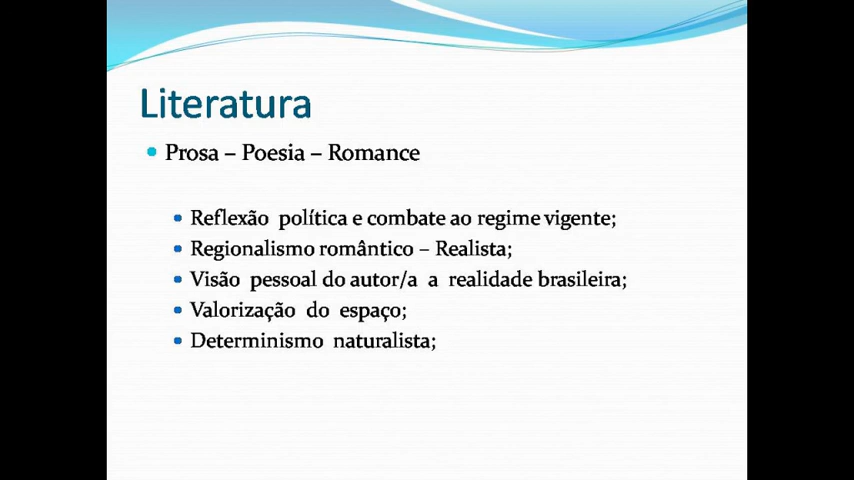 Literatura
Prosa – Poesia – Romance
Reflexão política e combate ao regime vigente;
Regionalismo romântico – Realista;
Visão pessoal do autor/a a realidade brasileira;
Valorização do espaço;
Determinismo naturalista;